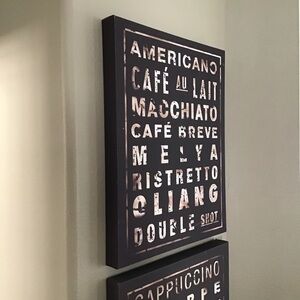 AMERICANO
CAFÉ AU LAIT
MACCHIATO
CAFÉ BREVE
MELYA
RISTRETTO
OLIANG
DOUBLE SHOT
CAPPUCCINO